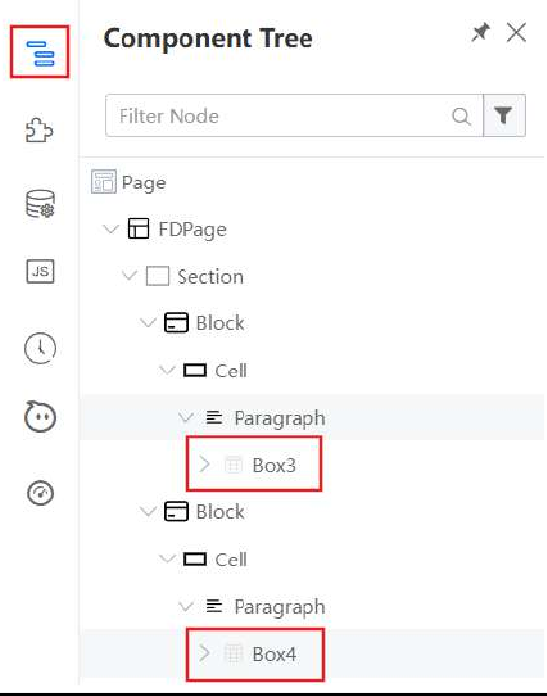 Component Tree
Filter Node
Page
FDPage
Section
Block
Cell
JS
Paragraph
Box3
Block
Cell
Paragraph
Box4